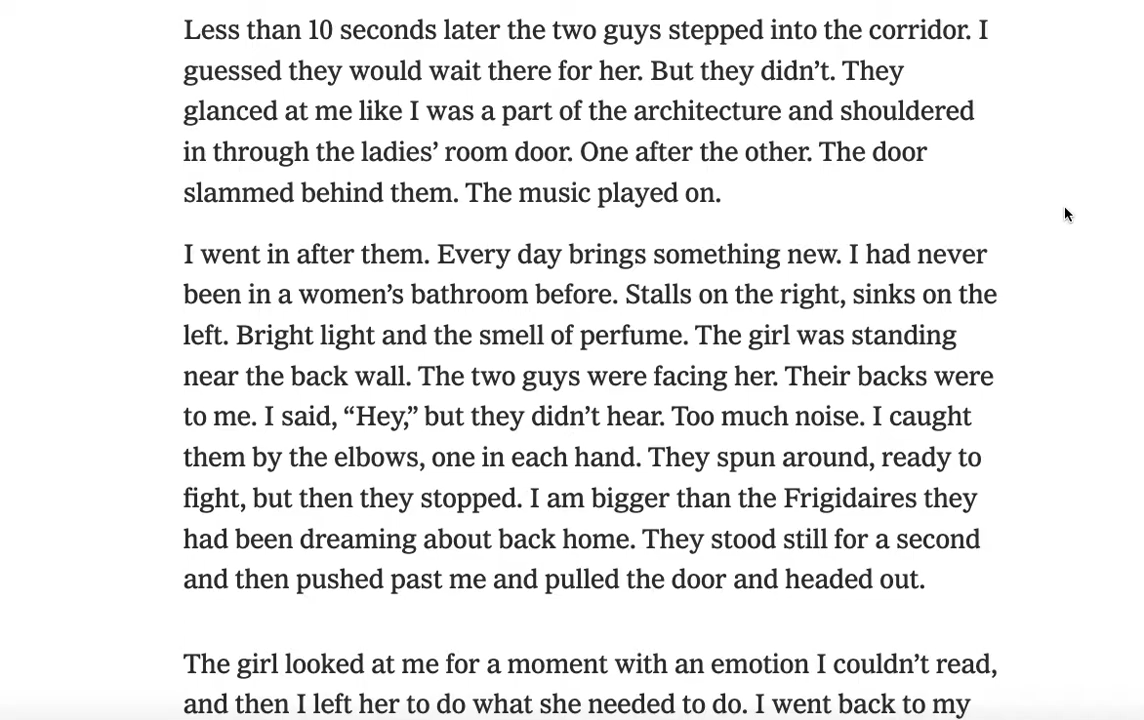 Less than 10 seconds later the two guys stepped into the corridor. I
guessed they would wait there for her. But they didn’t. They
glanced at me like I was a part of the architecture and shouldered
in through the ladies’ room door. One after the other. The door
slammed behind them. The music played on.
I went in after them. Every day brings something new. I had never
been in a women’s bathroom before. Stalls on the right, sinks on the
left. Bright light and the smell of perfume. The girl was standing
near the back wall. The two guys were facing her. Their backs were
to me. I said, “Hey,” but they didn’t hear. Too much noise. I caught
them by the elbows, one in each hand. They spun around, ready to
fight, but then they stopped. I am bigger than the Frigidaires they
had been dreaming about back home. They stood still for a second
and then pushed past me and pulled the door and headed out.
The girl looked at me for a moment with an emotion I couldn’t read,
and then I left her to do what she needed to do. I went back to my